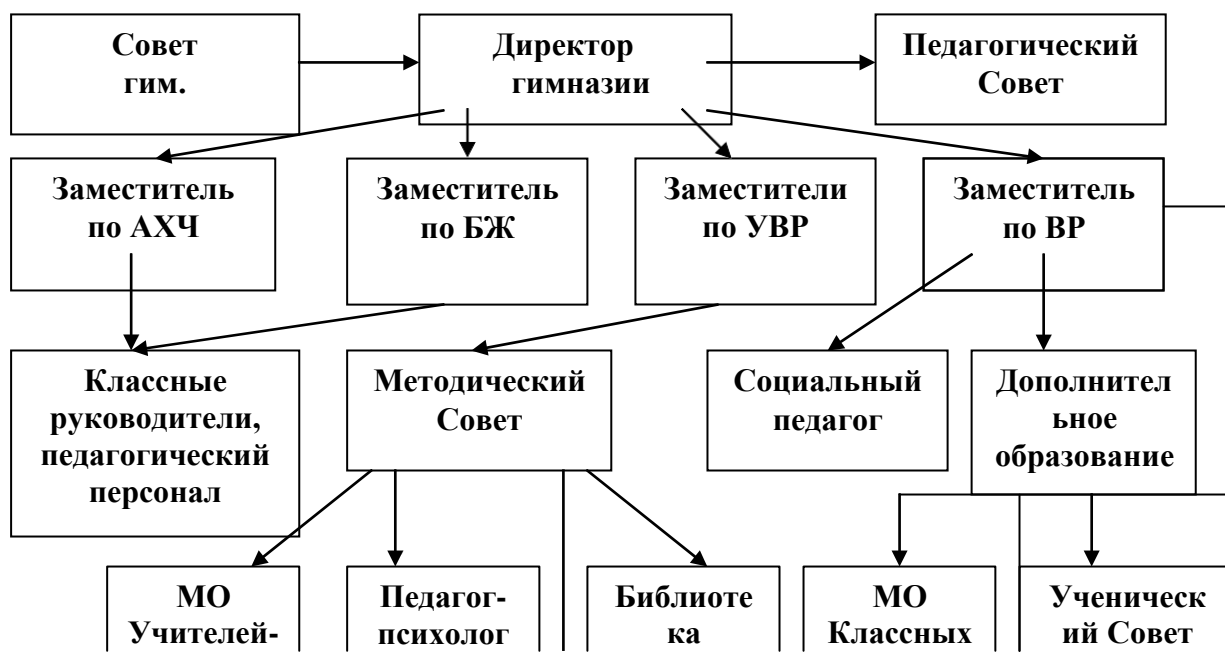 Совет
гим.
Директор
гимназии
Педагогический
Совет
Заместитель
по АХЧ
Заместитель
по БЖ
Заместители
по УВР
Заместитель
по ВР
Классные
руководители,
педагогический
персонал
Методический
Совет
Социальный
педагог
Дополнител
ьное
образование
МО
Учителей-
Педагог-
психолог
Библиоте
ка
МО
Классных
Ученическ
ий Совет